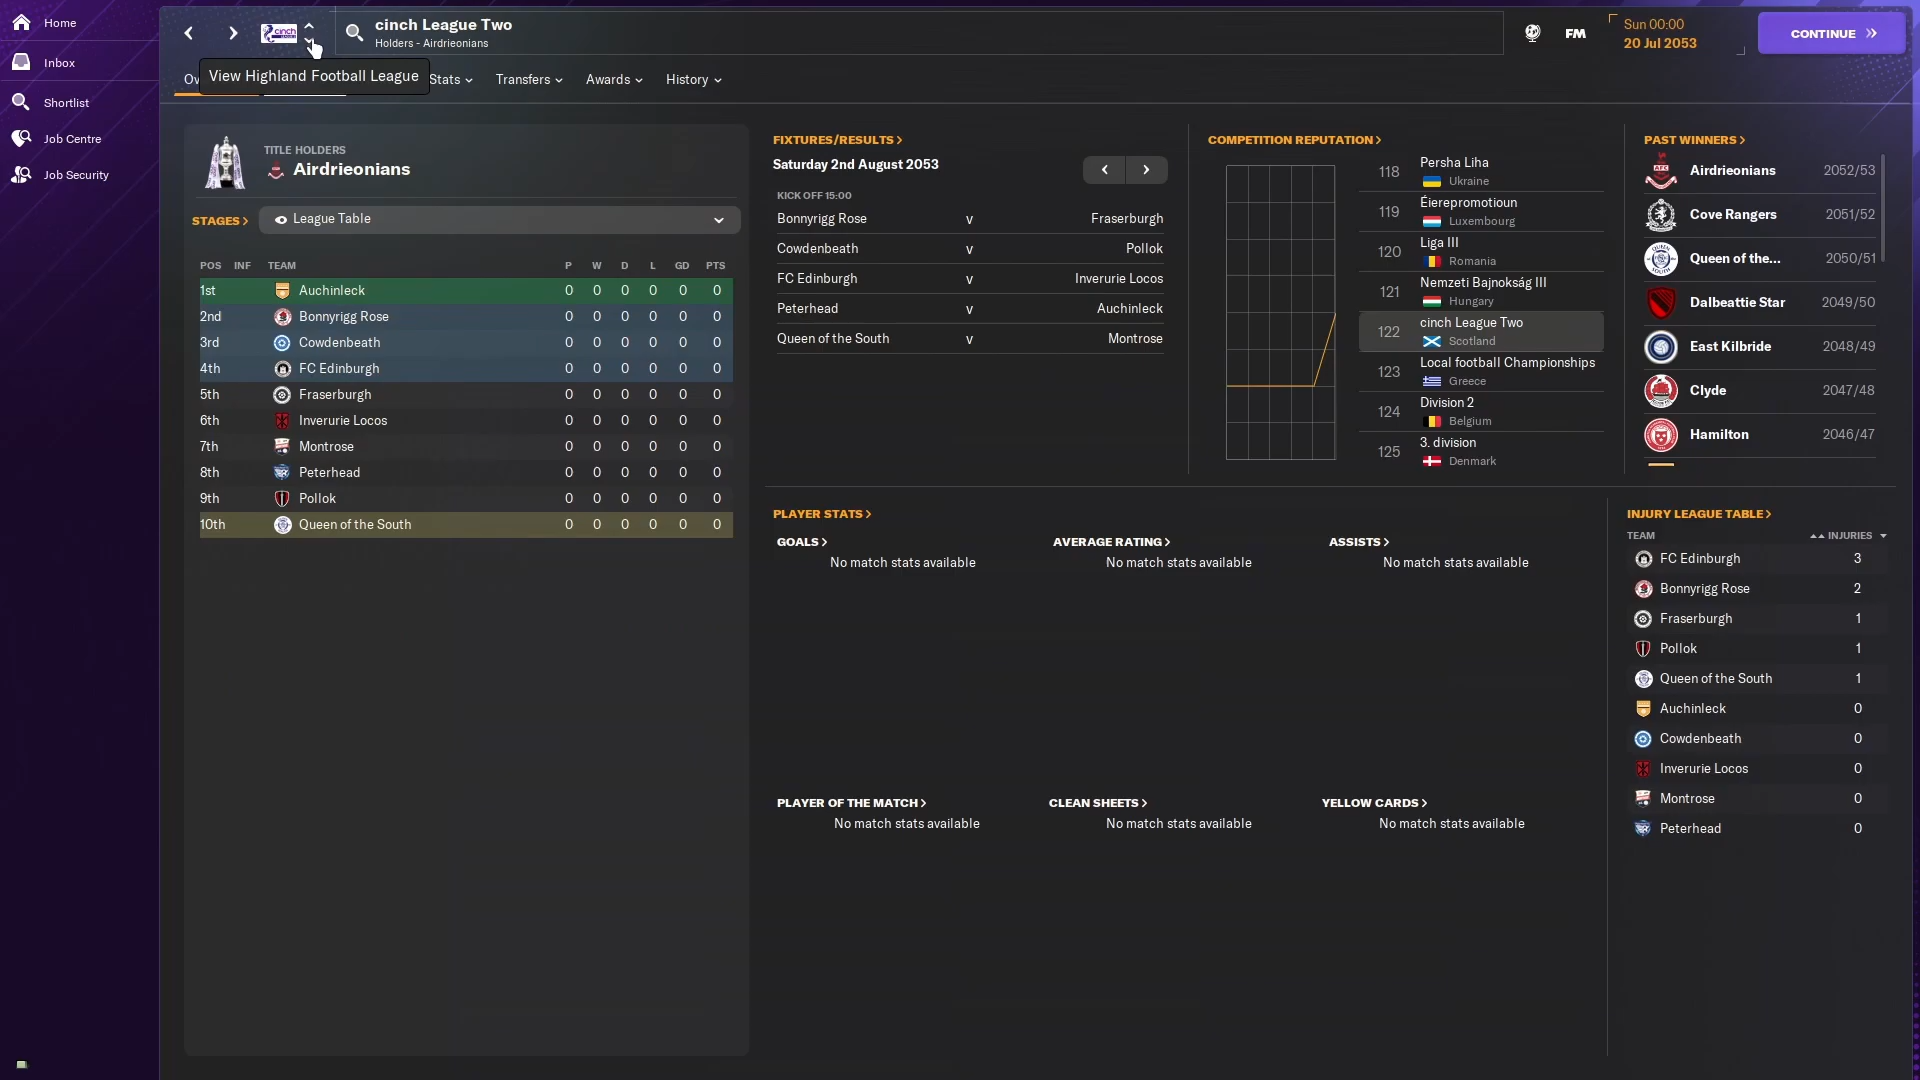 Home
Inbox
Shortlist
Job Centre
Job Security
cinch
cinch League Two
Holders - Airdrieonians
FM
Sun 00:00
20 Jul 2053
CONTINUE
View Highland Football League
Ov
Stats
Transfers
Awards
History
TITLE HOLDERS
Airdrieonians
STAGES
League Table
POS INF TEAM P W D L GD PTS
1st Auchinleck 0 0 0 0 0 0
2nd Bonnyrigg Rose 0 0 0 0 0 0
3rd Cowdenbeath 0 0 0 0 0 0
4th FC Edinburgh 0 0 0 0 0 0
5th Fraserburgh 0 0 0 0 0 0
6th Inverurie Locos 0 0 0 0 0 0
7th Montrose 0 0 0 0 0 0
8th Peterhead 0 0 0 0 0 0
9th Pollok 0 0 0 0 0 0
10th Queen of the South 0 0 0 0 0 0
FIXTURES/RESULTS
Saturday 2nd August 2053
KICK OFF 15:00
Bonnyrigg Rose v Fraserburgh
Cowdenbeath v Pollok
FC Edinburgh v Inverurie Locos
Peterhead v Auchinleck
Queen of the South v Montrose
COMPETITION REPUTATION
118 Persha Liha
Ukraine
119 Éierepromotioun
Luxembourg
120 Liga III
Romania
121 Nemzeti Bajnokság III
Hungary
122 cinch League Two
Scotland
123 Local football Championships
Greece
124 Division 2
Belgium
125 3. division
Denmark
PAST WINNERS
Airdrieonians 2052/53
Cove Rangers 2051/52
Queen of the... 2050/51
Dalbeattie Star 2049/50
East Kilbride 2048/49
Clyde 2047/48
Hamilton 2046/47
PLAYER STATS
GOALS
No match stats available
AVERAGE RATING
No match stats available
ASSISTS
No match stats available
PLAYER OF THE MATCH
No match stats available
CLEAN SHEETS
No match stats available
YELLOW CARDS
No match stats available
INJURY LEAGUE TABLE
TEAM INJURIES
FC Edinburgh 3
Bonnyrigg Rose 2
Fraserburgh 1
Pollok 1
Queen of the South 1
Auchinleck 0
Cowdenbeath 0
Inverurie Locos 0
Montrose 0
Peterhead 0